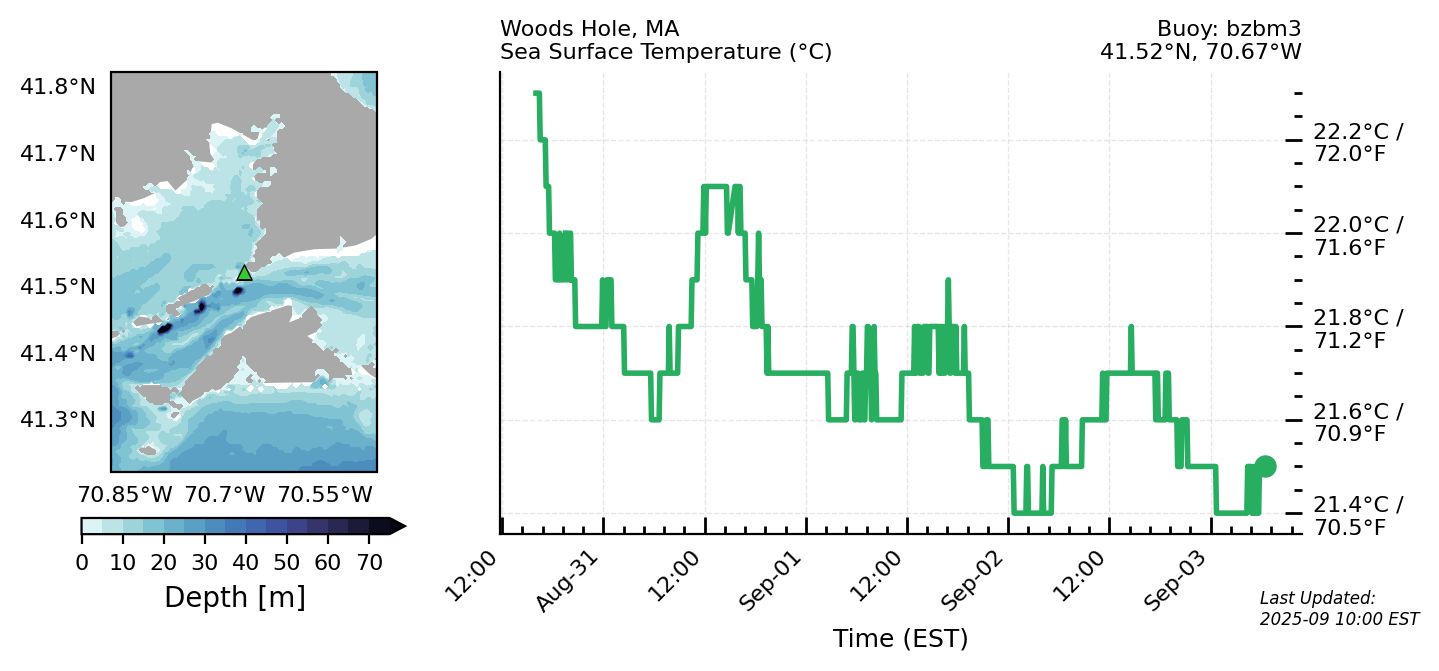 Woods Hole, MA
Sea Surface Temperature (°C)
Buoy: bzbm3
41.52°N, 70.67°W
41.8°N
41.7°N
41.6°N
41.5°N
41.4°N
41.3°N
70.85°W 70.7°W 70.55°W
0 10 20 30 40 50 60 70
Depth [m]
22.2°C /
72.0°F
22.0°C /
71.6°F
21.8°C /
71.2°F
21.6°C /
70.9°F
21.4°C /
70.5°F
12:00
Aug-31
12:00
Sep-01
12:00
Sep-02
12:00
Sep-03
Time (EST)
Last Updated:
2025-09 10:00 EST